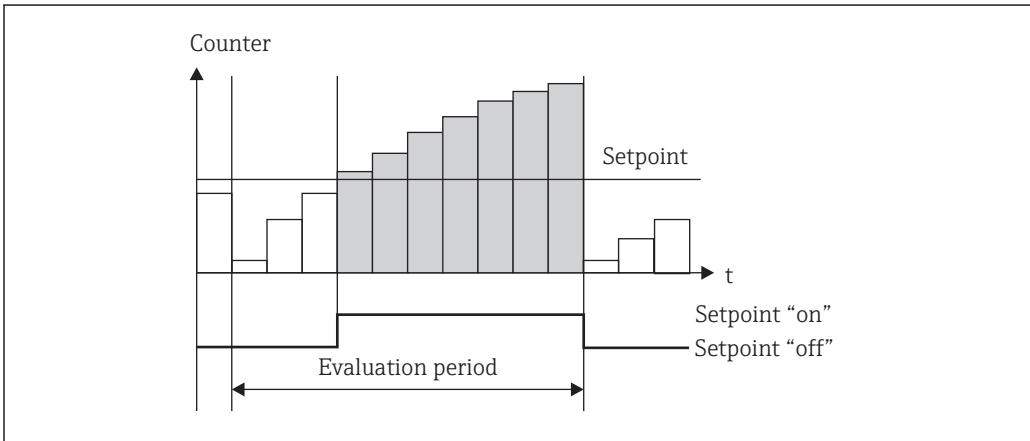 Counter
Setpoint
t
Setpoint “on”
Setpoint “off”
Evaluation period